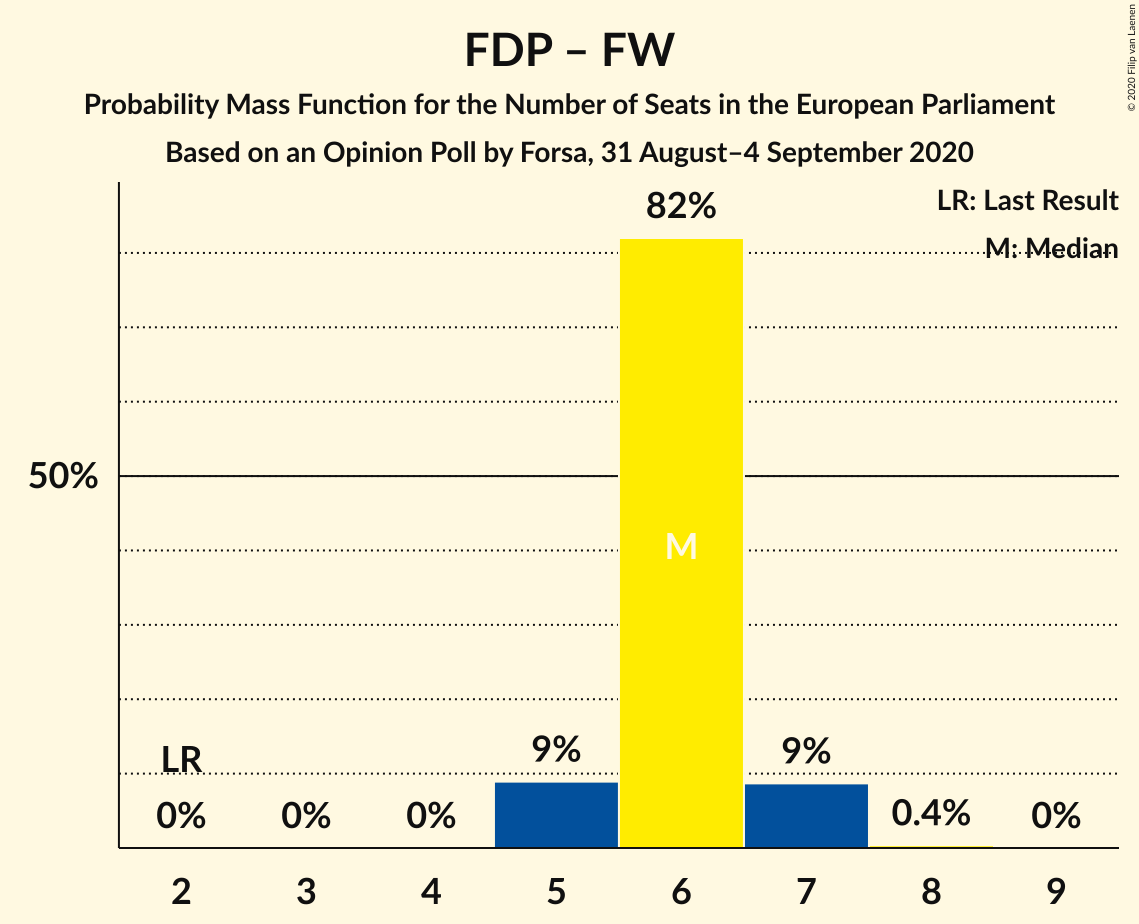 FDP – FW
Probability Mass Function for the Number of Seats in the European Parliament
Based on an Opinion Poll by Forsa, 31 August–4 September 2020
© 2020 Filip van Laenen
LR: Last Result
M: Median
82%
50%
M
LR
9%
9%
0%
0%
0%
0.4%
0%
2
3
4
5
6
7
8
9